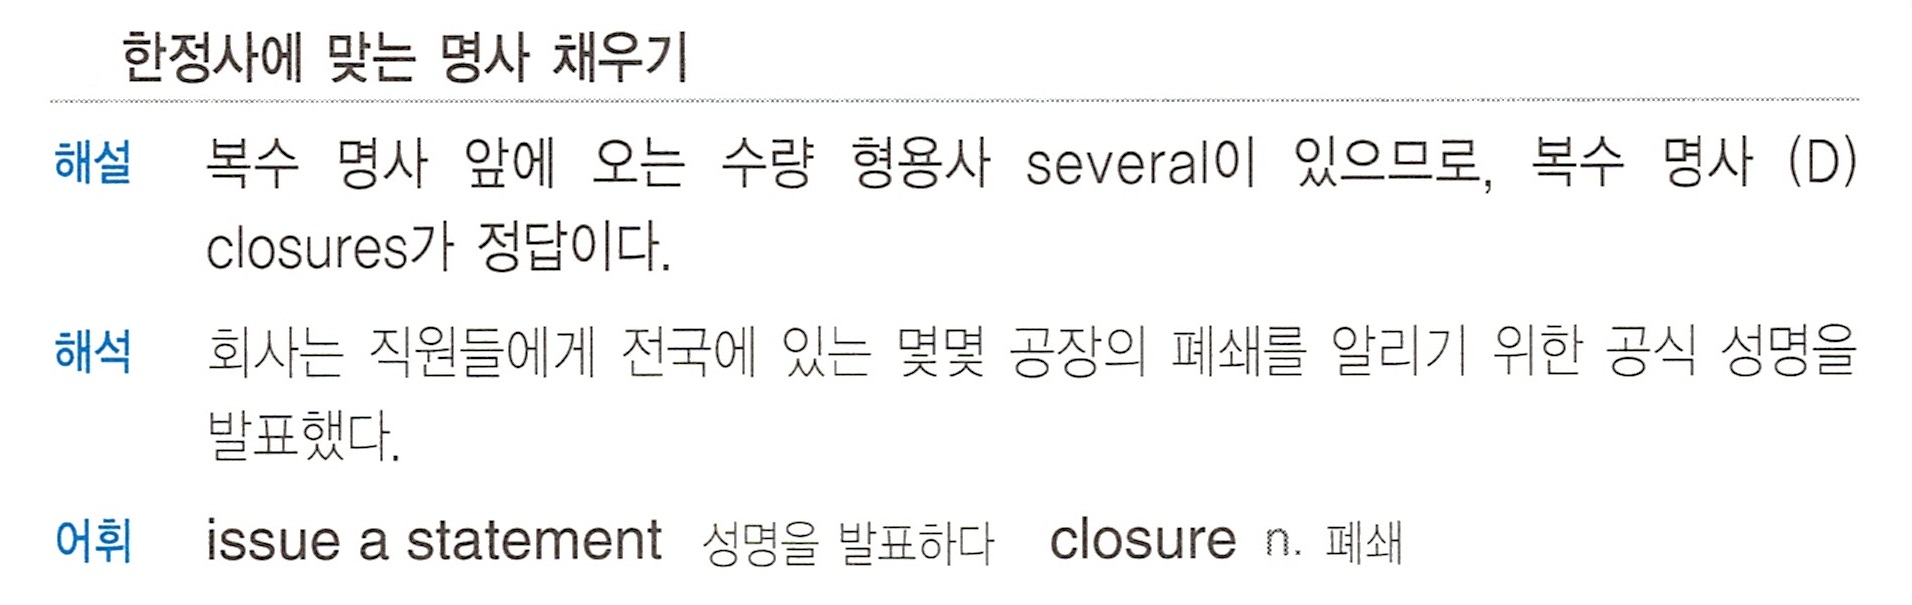 한정사에 맞는 명사 채우기
해설 복수 명사 앞에 오는 수량 형용사 several이 있으므로, 복수 명사 (D)
closures가 정답이다.
해석 회사는 직원들에게 전국에 있는 몇몇 공장의 폐쇄를 알리기 위한 공식 성명을
발표했다.
어휘 issue a statement 성명을 발표하다 closure n. 폐쇄